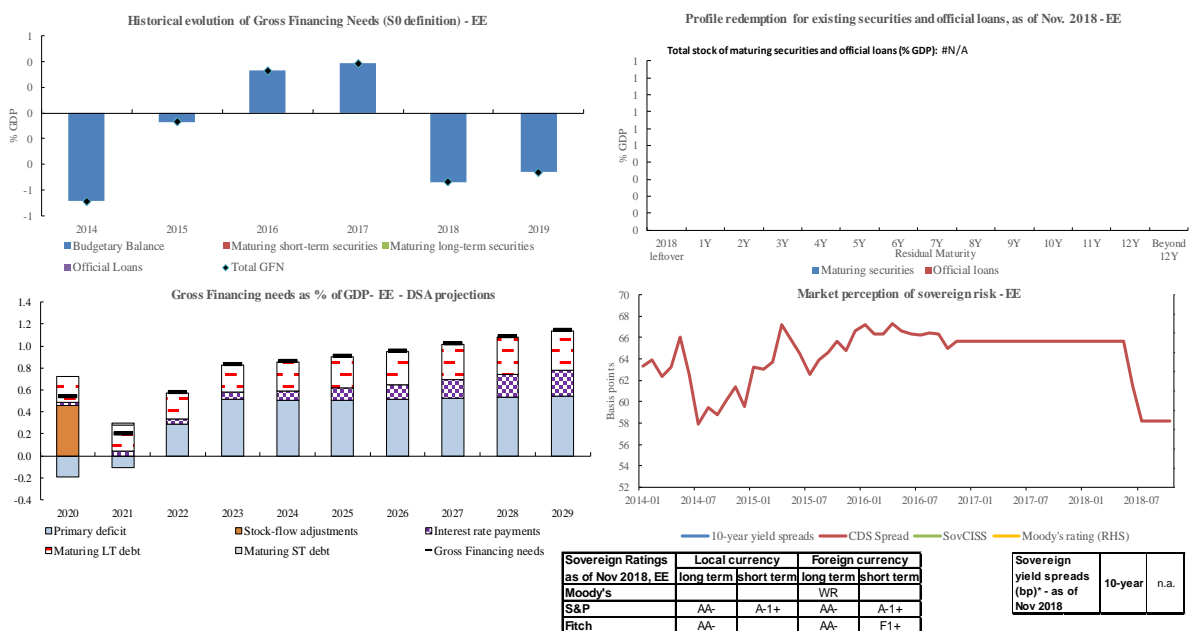 Historical evolution of Gross Financing Needs (S0 definition) - EE
% GDP
1
0
0
0
0
0
-1
-1
2014 2015 2016 2017 2018 2019
Budgetary Balance Maturing short-term securities Maturing long-term securities
Official Loans Total GFN
Profile redemption for existing securities and official loans, as of Nov. 2018 - EE
Total stock of maturing securities and official loans (% GDP): #N/A
% GDP
1
1
1
1
1
1
0
0
0
0
0
2018 leftover 1Y 2Y 3Y 4Y 5Y 6Y 7Y 8Y 9Y 10Y 11Y 12Y Beyond 12Y
Residual Maturity
Maturing securities Official loans
Gross Financing needs as % of GDP- EE - DSA projections
1.4
1.2
1.0
0.8
0.6
0.4
0.2
0.0
-0.2
-0.4
2020 2021 2022 2023 2024 2025 2026 2027 2028 2029
Primary deficit Stock-flow adjustments Interest rate payments
Maturing LT debt Maturing ST debt Gross Financing needs
Market perception of sovereign risk - EE
Basis points
70
68
66
64
62
60
58
56
54
52
2014-01 2014-07 2015-01 2015-07 2016-01 2016-07 2017-01 2017-07 2018-01 2018-07
10-year yield spreads CDS Spread SovCISS Moody's rating (RHS)
Sovereign Ratings Local currency Foreign currency
as of Nov 2018, EE long term short term long term short term
Moody's WR
S&P AA- A-1+ AA- A-1+
Fitch AA- AA- F1+
Sovereign
yield spreads
(bp)* - as of
Nov 2018
10-year n.a.